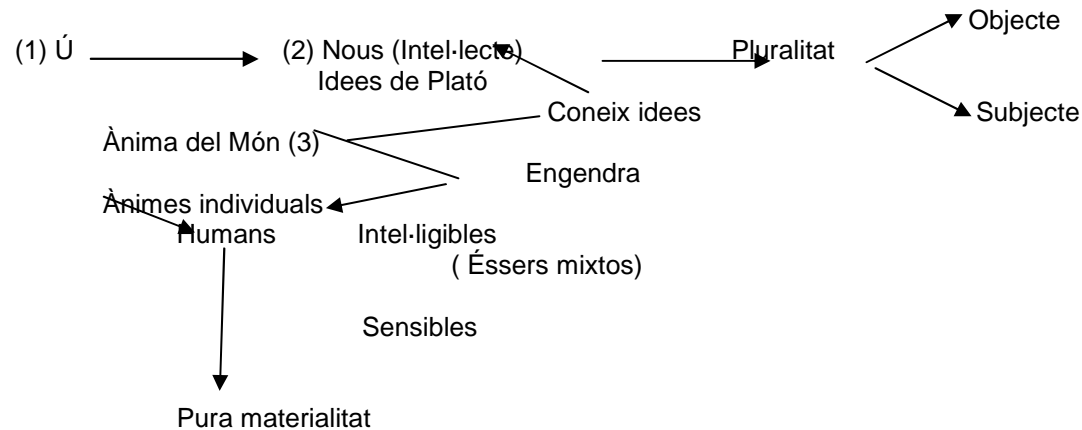 Objecte
(1) Ú
(2) Nous (Intel·lecte)
Pluralitat
Idees de Plató
Coneix idees
Subjecte
Ànima del Món (3)
Engendra
Ànimes individuals
Humans
Intel·ligibles
( Éssers mixtos)
Sensibles
Pura materialitat